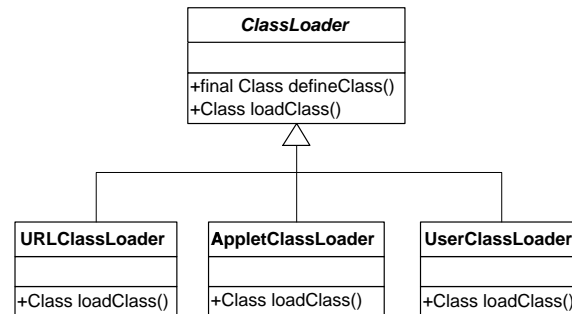 ClassLoader
+final Class defineClass()
+Class loadClass()
URLClassLoader
AppletClassLoader
UserClassLoader
+Class loadClass()
+Class loadClass()
+Class loadClass()